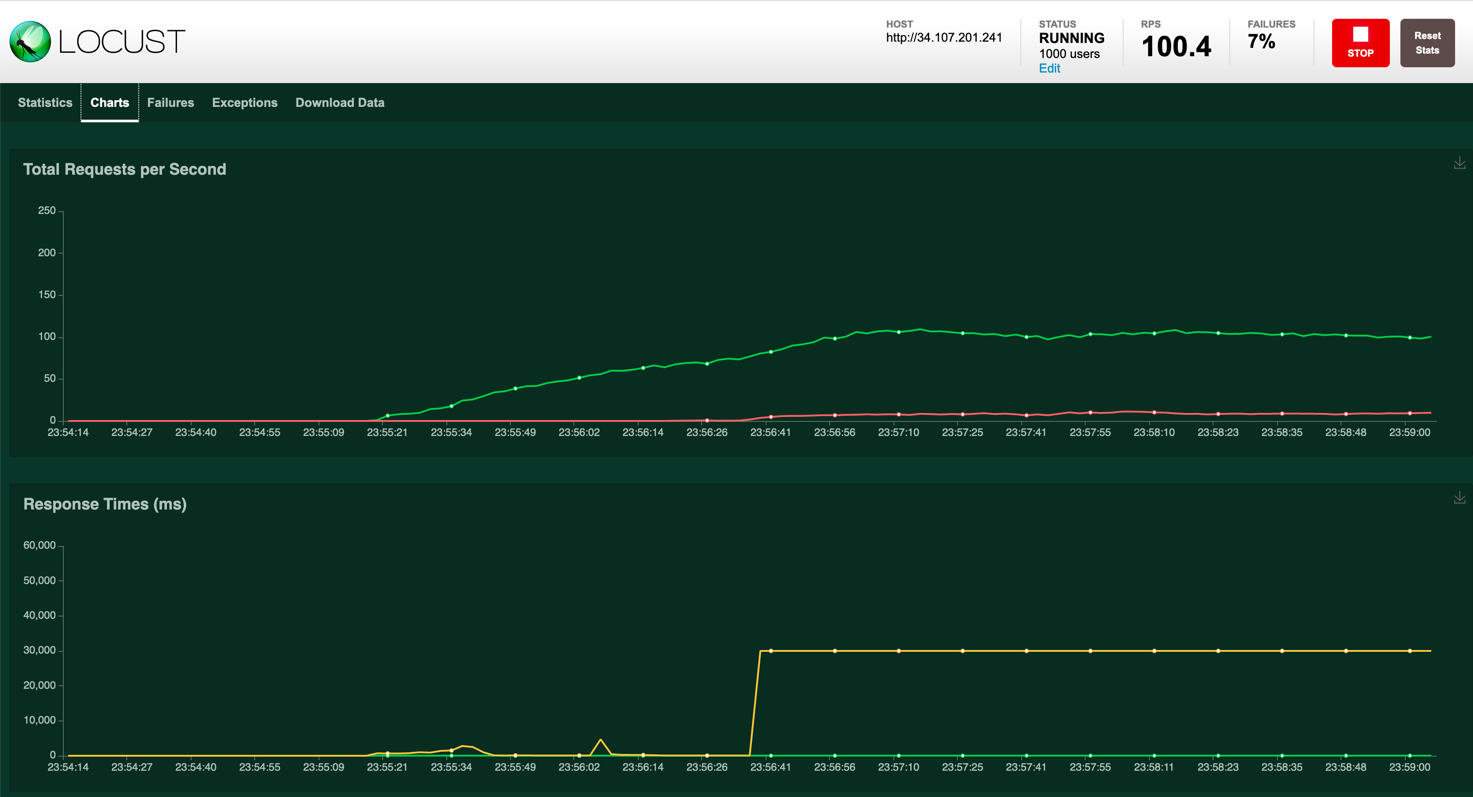 LOCUST
HOST
http://34.107.201.241
STATUS
RUNNING
1000 users
Edit
RPS
100.4
FAILURES
7%
STOP
Reset
Stats
Statistics Charts Failures Exceptions Download Data
Total Requests per Second
250
200
150
100
50
0
23:54:14 23:54:27 23:54:40 23:54:55 23:55:09 23:55:21 23:55:34 23:55:49 23:56:02 23:56:14 23:56:26 23:56:41 23:56:56 23:57:10 23:57:25 23:57:41 23:57:55 23:58:10 23:58:23 23:58:35 23:58:48 23:59:00
Response Times (ms)
60,000
50,000
40,000
30,000
20,000
10,000
0
23:54:14 23:54:27 23:54:40 23:54:55 23:55:09 23:55:21 23:55:34 23:55:49 23:56:02 23:56:14 23:56:26 23:56:41 23:56:56 23:57:10 23:57:25 23:57:41 23:57:55 23:58:11 23:58:23 23:58:35 23:58:48 23:59:00